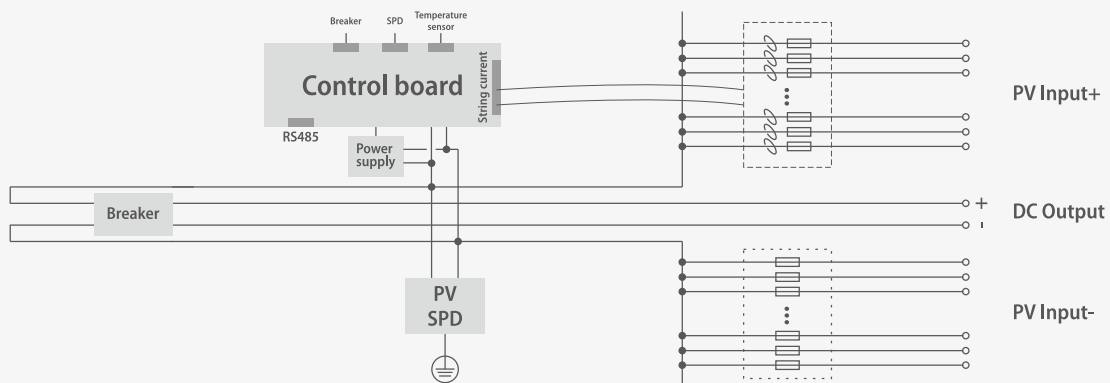 Breaker
SPD
Temperature
sensor
Control board
String current
RS485
Power
supply
PV Input+
Breaker
+
DC Output
-
PV
SPD
PV Input-